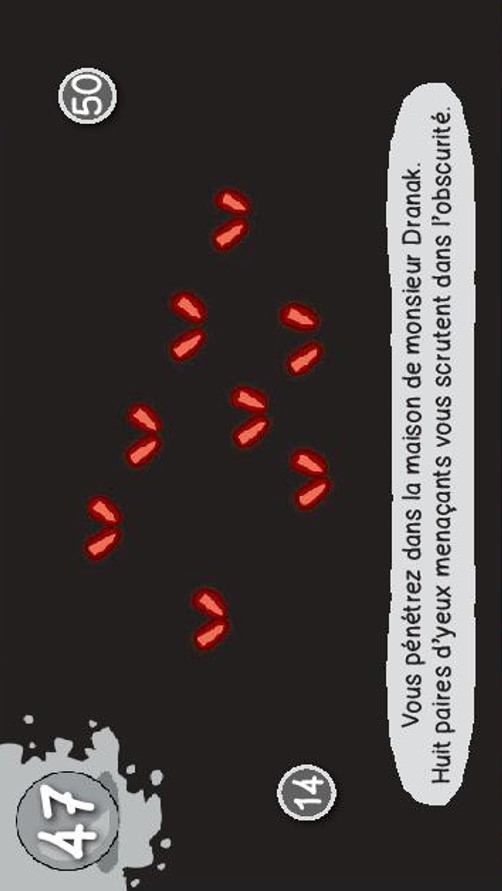 47
50
14
Vous pénétrez dans la maison de monsieur Dranak.
Huit paires d'yeux menaçants vous scrutent dans l'obscurité.